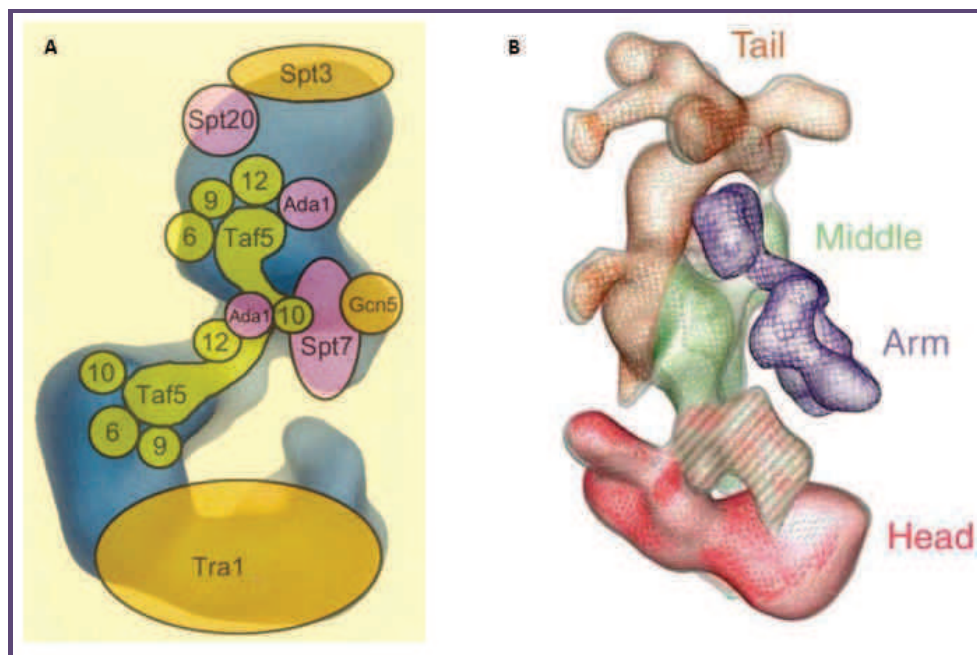 A
Spt3
Spt20
12
9
Ada1
6
Taf5
Ada1
10
Gcn5
12
Spt7
10
Taf5
6
9
Tra1
B
Tail
Middle
Arm
Head